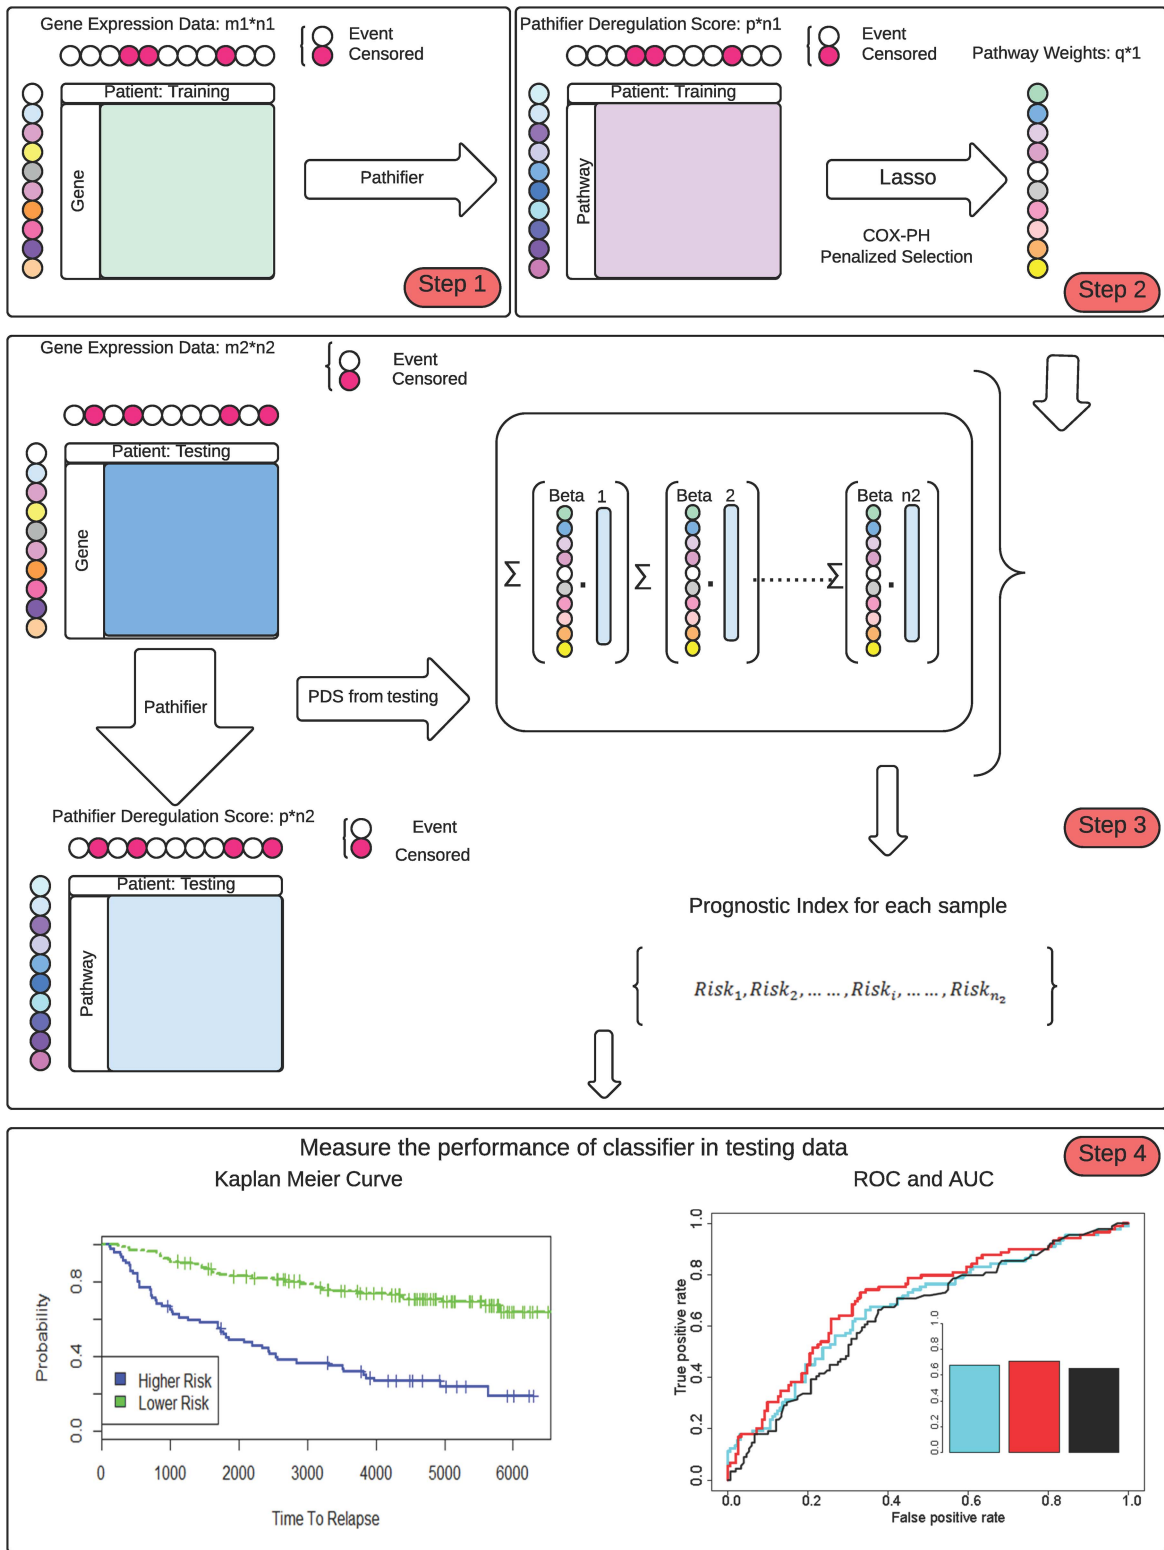 Gene Expression Data: m1*n1
Event
Censored
Patient: Training
Gene
Pathifier
Step 1
Pathifier Deregulation Score: p*n1
Event
Censored
Pathway Weights: q*1
Patient: Training
Pathway
Lasso
COX-PH
Penalized Selection
Step 2
Gene Expression Data: m2*n2
Event
Censored
Patient: Testing
Gene
Pathifier
PDS from testing
Σ
Beta 1
.
Σ
Beta 2
.
..............
Σ
Beta n2
.
Step 3
Pathifier Deregulation Score: p*n2
Event
Censored
Patient: Testing
Pathway
Prognostic Index for each sample
Risk₁, Risk₂, ... ..., Riskᵢ, ... ..., Riskₙ₂
Measure the performance of classifier in testing data
Step 4
Kaplan Meier Curve
Probability
0.8
0.4
0.0
Higher Risk
Lower Risk
0 1000 2000 3000 4000 5000 6000
Time To Relapse
ROC and AUC
True positive rate
1.0
0.8
0.6
0.4
0.2
0.0
1.0
0.8
0.6
0.4
0.2
0.0
0.0 0.2 0.4 0.6 0.8 1.0
False positive rate